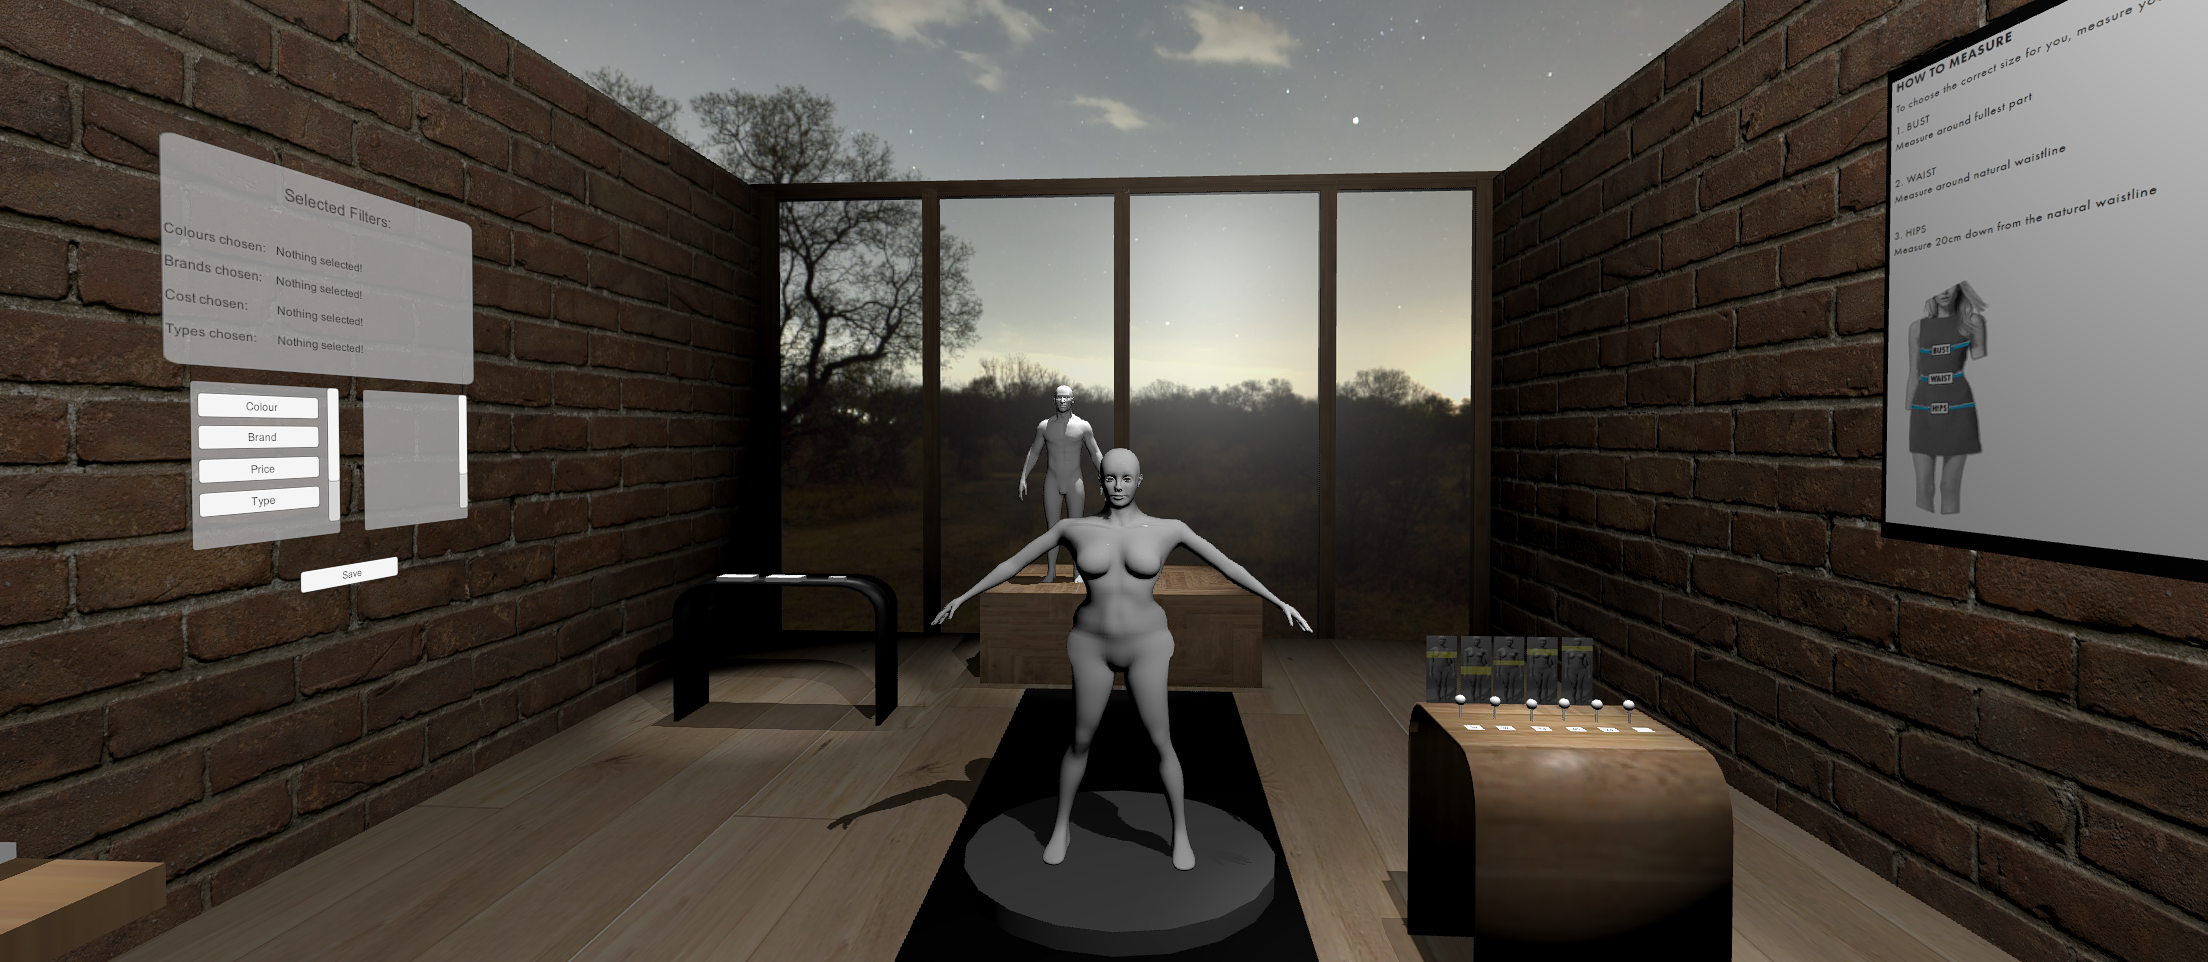 Selected Filters:
Colours chosen: Nothing selected!
Brands chosen: Nothing selected!
Cost chosen: Nothing selected!
Types chosen: Nothing selected!
Colour
Brand
Price
Type
Save
HOW TO MEASURE
To choose the correct size for you, measure
1. BUST
Measure around fullest part
2. WAIST
Measure around natural waistline
3. HIPS
Measure 20cm down from the natural waistline
BUST
WAIST
HIPS